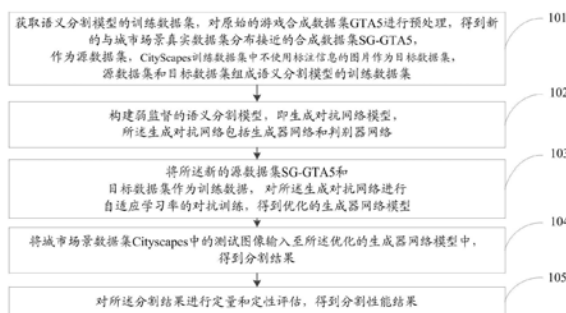 获取语义分割模型的训练数据集，对原始的游戏合成数据集GTA5进行预处理，得到新
的与城市场景真实数据分布接近的合成数据集SG-GTA5，
作为源数据集，CityScapes训练数据集中不使用标注信息的图片作为目标数据集，
源数据集和目标数据集组成语义分割模型的训练数据集
101
构建弱监督的语义分割模型，即生成对抗网络模型，
所述生成对抗网络包括生成器网络和判别器网络
102
将所述新的源数据集SG-GTA5和
目标数据集作为训练数据，对所述生成对抗网络进行
自适应学习率的对抗训练，得到优化的生成器网络模型
103
将城市场景数据集Cityscapes中的测试图像输入至所述优化的生成器网络模型中，
得到分割结果
104
对所述分割结果进行定量和定性评估，得到分割性能结果
105